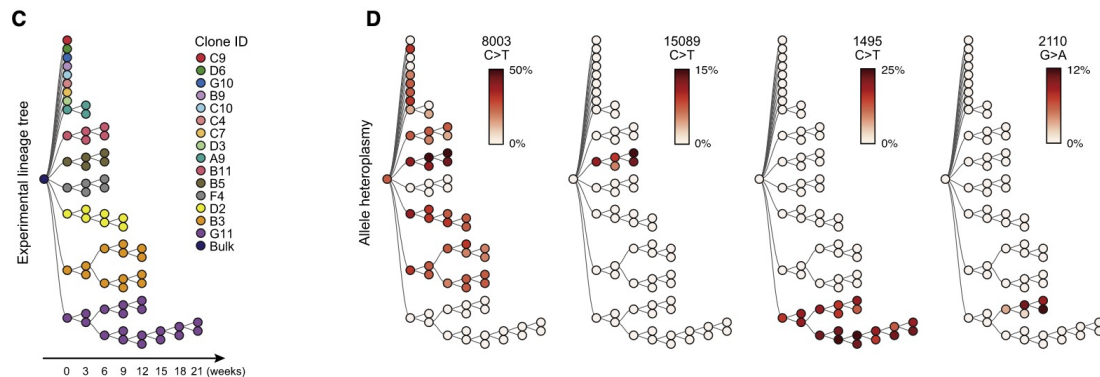 C
Experimental lineage tree
Clone ID
C9
D6
G10
B9
C10
C4
C7
D3
A9
B11
B5
F4
D2
B3
G11
Bulk
0 3 6 9 12 15 18 21 (weeks)
D
Allele heteroplasmy
8003
C>T
50%
0%
15089
C>T
15%
0%
1495
C>T
25%
0%
2110
G>A
12%
0%